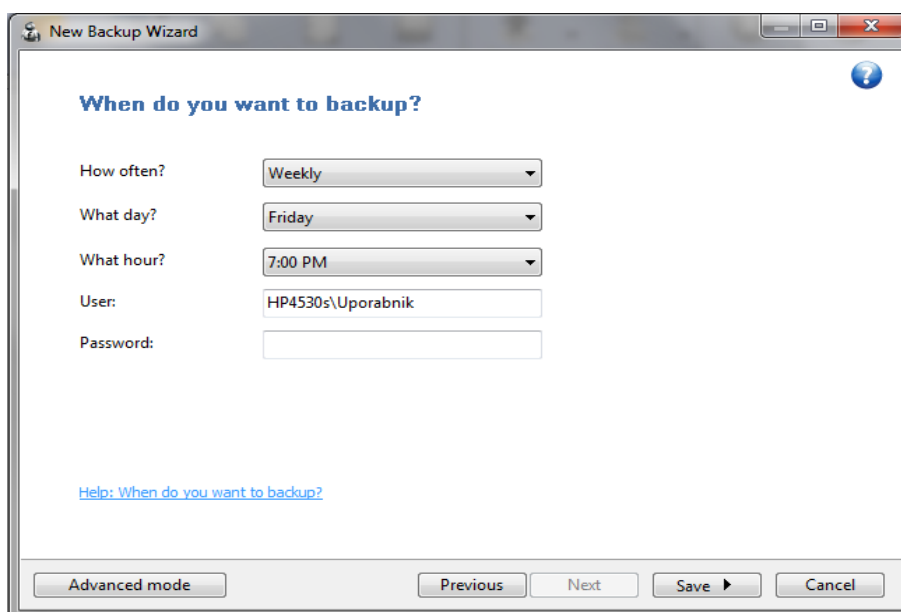 New Backup Wizard
When do you want to backup?
How often? Weekly
What day? Friday
What hour? 7:00 PM
User: HP4530s\Uporabnik
Password:
Help: When do you want to backup?
Advanced mode Previous Next Save Cancel